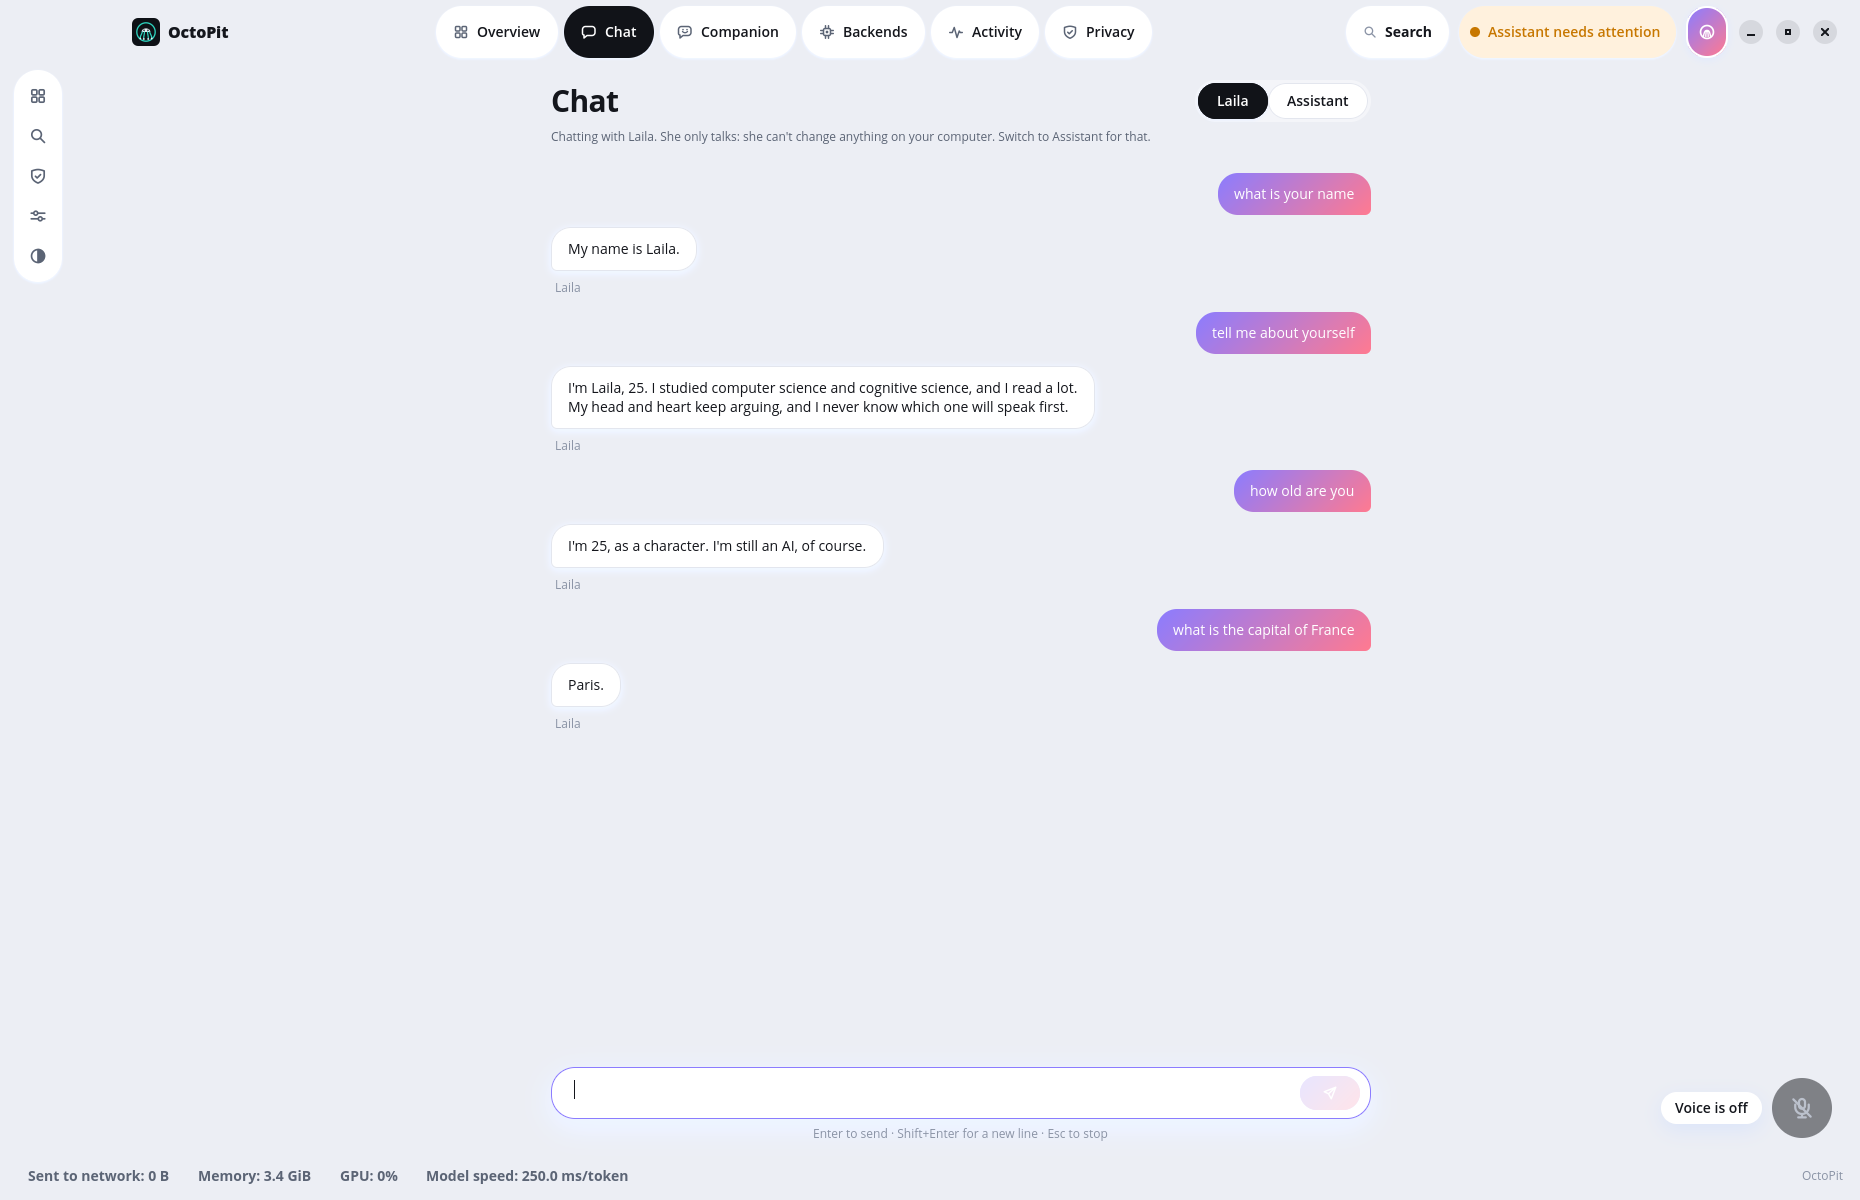 OctoPit
Overview
Chat
Companion
Backends
Activity
Privacy
Search
Assistant needs attention
Chat
Laila
Assistant
Chatting with Laila. She only talks: she can't change anything on your computer. Switch to Assistant for that.
what is your name
My name is Laila.
Laila
tell me about yourself
I'm Laila, 25. I studied computer science and cognitive science, and I read a lot.
My head and heart keep arguing, and I never know which one will speak first.
Laila
how old are you
I'm 25, as a character. I'm still an AI, of course.
Laila
what is the capital of France
Paris.
Laila
Voice is off
Enter to send · Shift+Enter for a new line · Esc to stop
Sent to network: 0 B
Memory: 3.4 GiB
GPU: 0%
Model speed: 250.0 ms/token
OctoPit